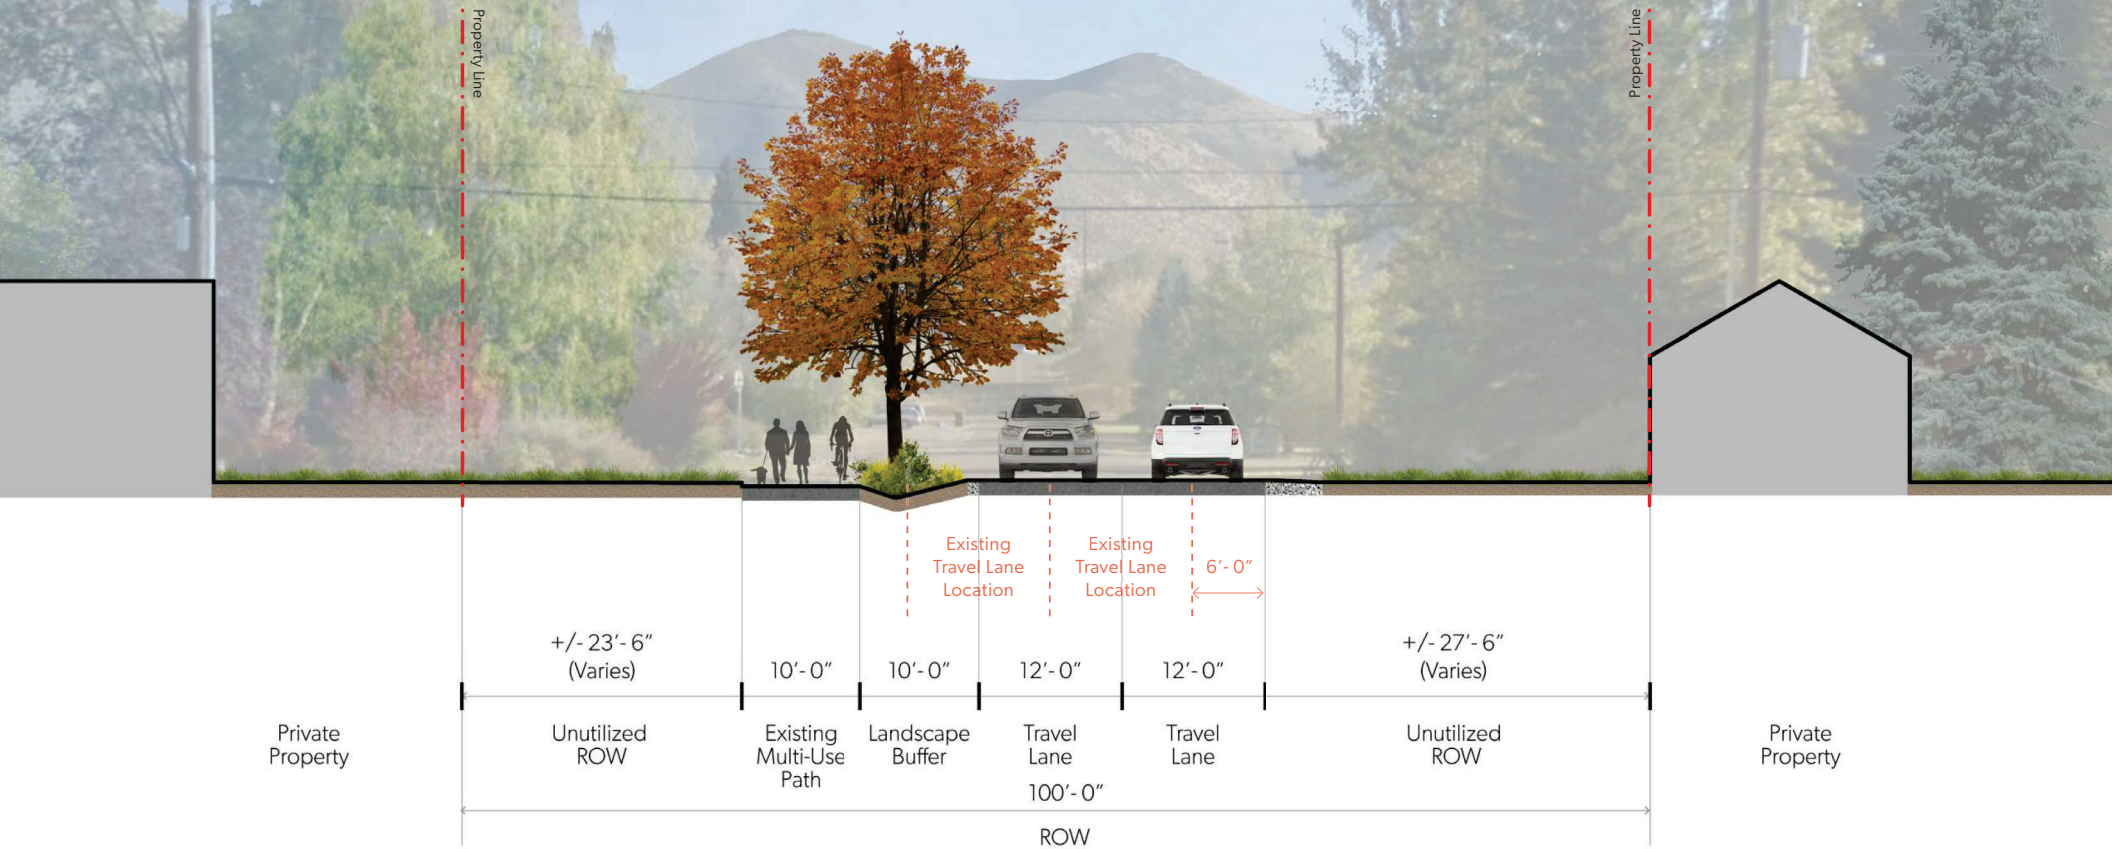 Property Line
Property Line
Existing
Travel Lane
Location
Existing
Travel Lane
Location
6’-0”
+/-23’-6”
(Varies)
10’-0”
10’-0”
12’-0”
12’-0”
+/-27’-6”
(Varies)
Private
Property
Unutilized
ROW
Existing
Multi-Use
Path
Landscape
Buffer
Travel
Lane
Travel
Lane
Unutilized
ROW
Private
Property
100’-0”
ROW